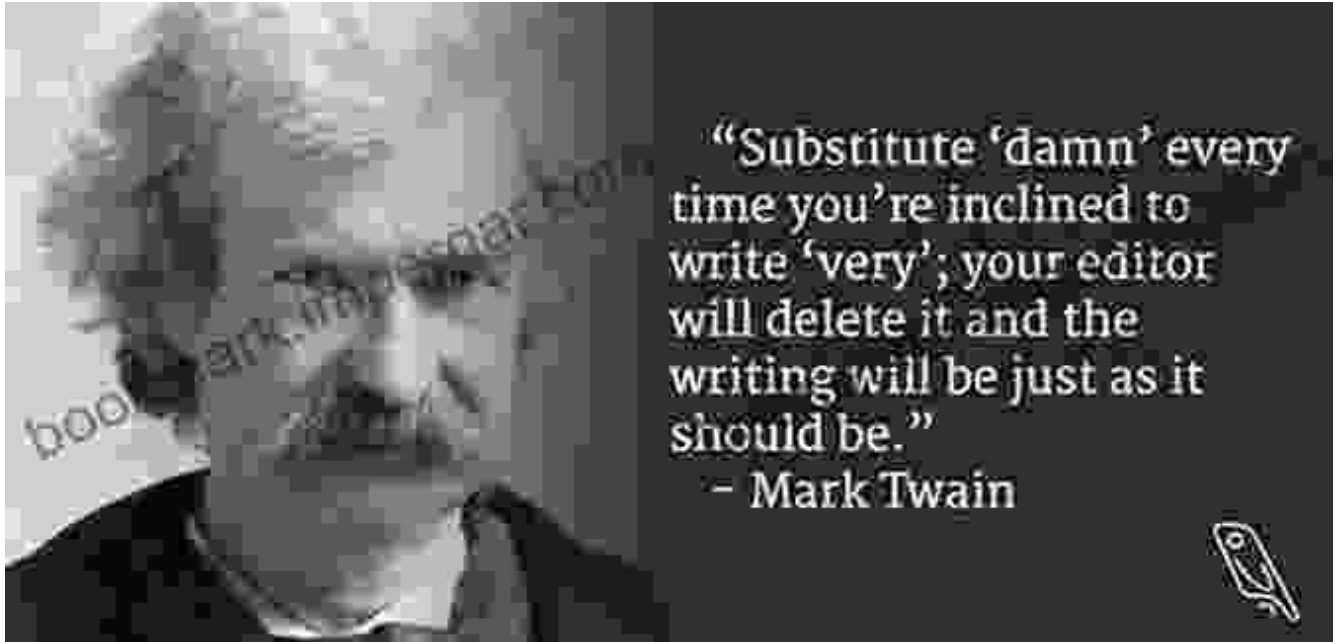 “Substitute ‘damn’ every
time you’re inclined to
write ‘very’; your editor
will delete it and the
writing will be just as it
should be.”
- Mark Twain